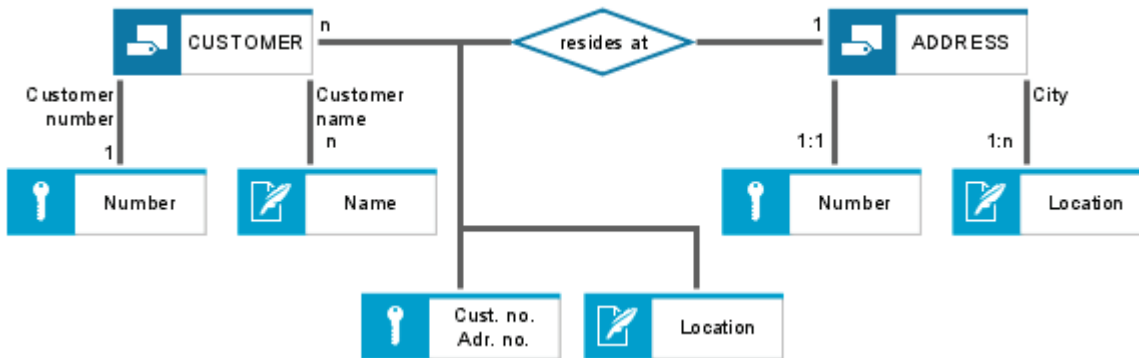 CUSTOMER
n
resides at
1
ADDRESS
Customer
number
1
Customer
name
n
1:1
City
1:n
Number
Name
Number
Location
Cust. no.
Adr. no.
Location